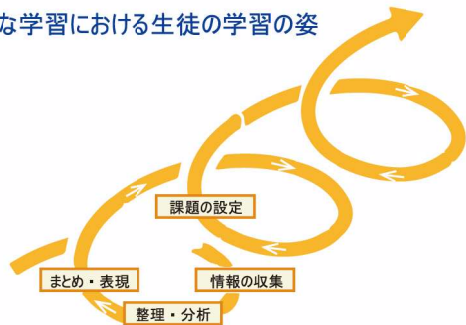 な学習における生徒の学習の姿
課題の設定
まとめ・表現
情報の収集
整理・分析